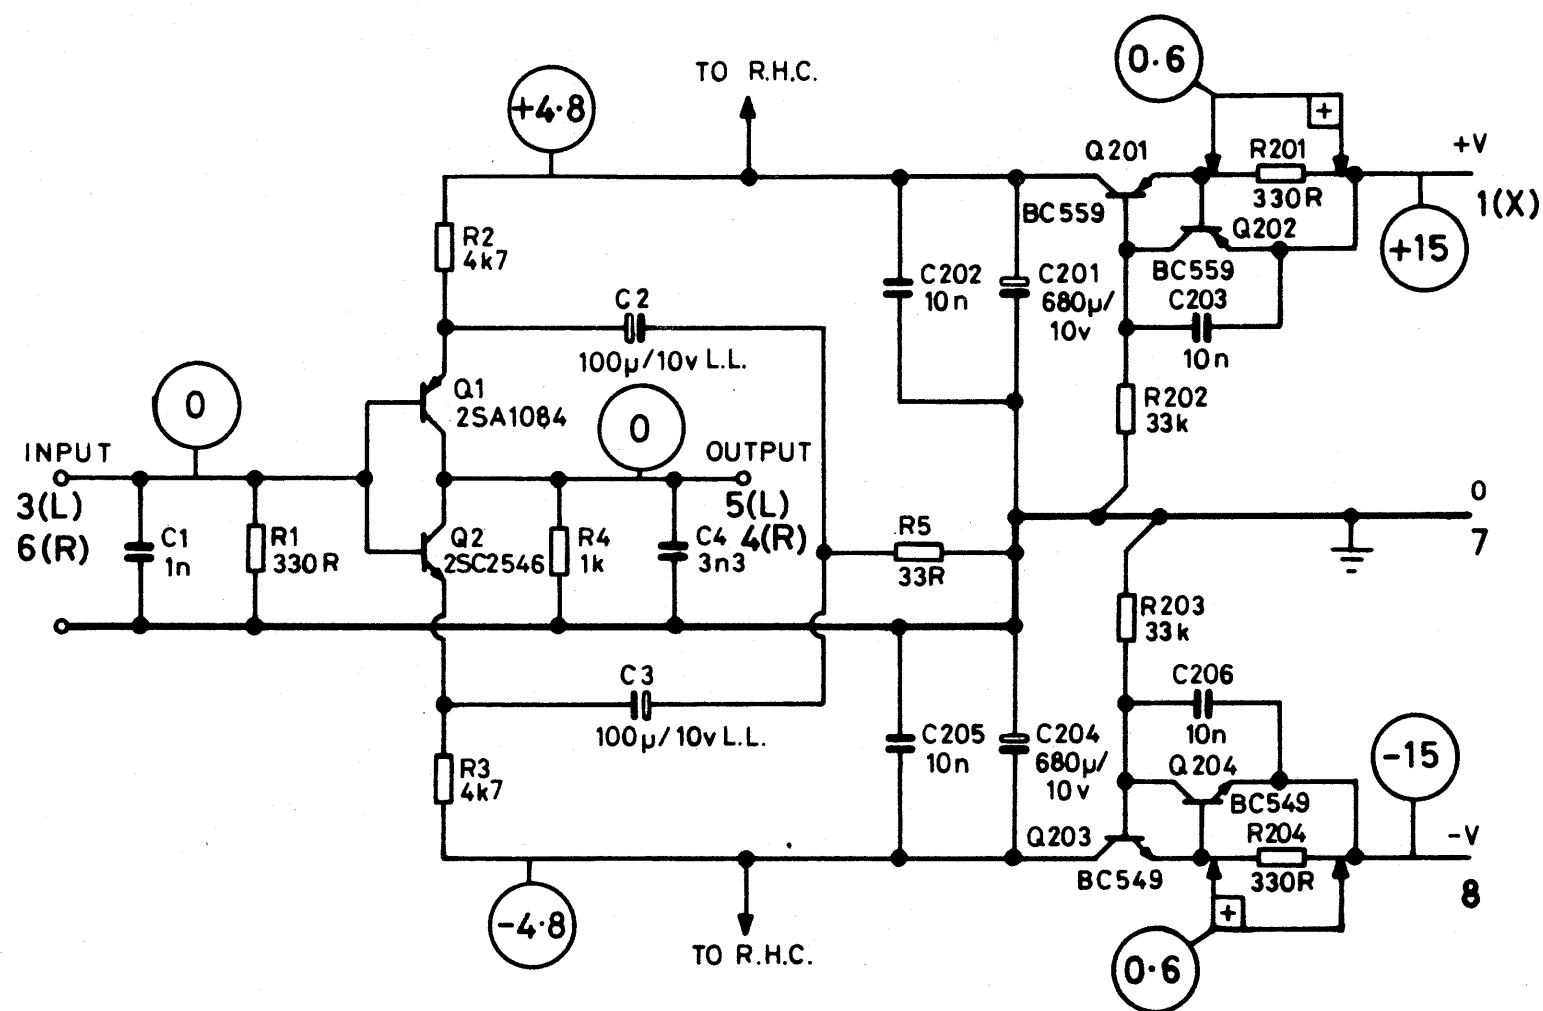 0·6
TO R.H.C.
+4·8
+
Q201
R201
+V
330R
1(X)
BC559
Q202
+15
BC559
R2
4k7
C202
10n
C201
680µ/
10v
C203
10n
C2
100µ/10v L.L.
Q1
2SA1084
0
0
R202
33k
INPUT
OUTPUT
3(L)
6(R)
5(L)
4(R)
0
7
C1
1n
R1
330R
Q2
2SC2546
R4
1k
C4
3n3
R5
33R
R203
33k
C3
100µ/10v L.L.
C206
10n
R3
4k7
C205
10n
C204
680µ/
10v
Q204
BC549
-15
Q203
R204
-V
BC549
330R
8
+
-4·8
TO R.H.C.
0·6